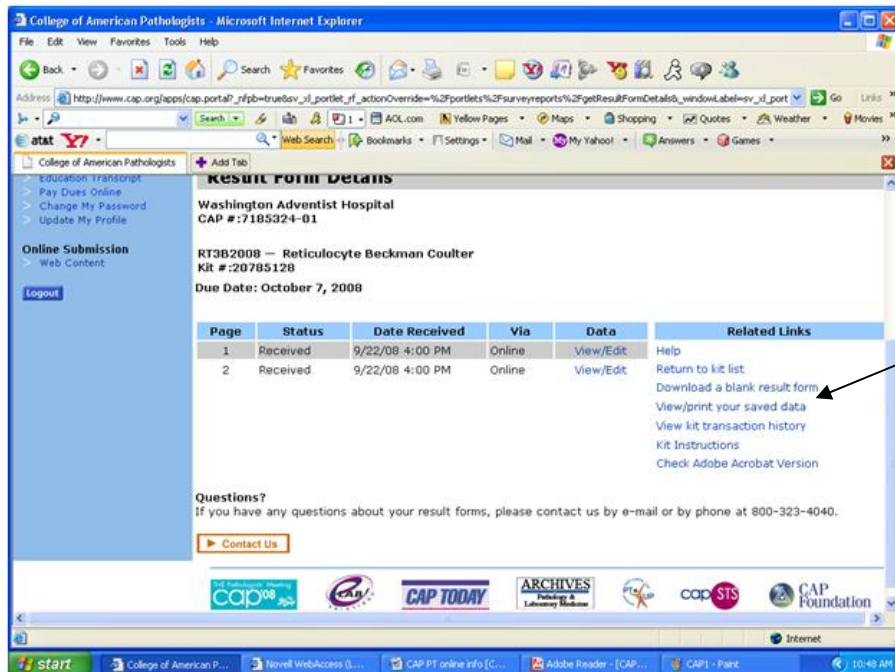 College of American Pathologists - Microsoft Internet Explorer
File Edit View Favorites Tools Help
Back Search Favorites
Address http://www.cap.org/apps/cap.portal?_nfpb=true&sv_xl_portlet_rf_actionOverride=%2Fportlets%2Fsurveyreports%2FgetResultFormDetails&_windowLabel=sv_xl_port Go Links
Search AOL.com Yellow Pages Maps Shopping Quotes Weather Movies
at&t Y! Web Search Bookmarks Settings Mail My Yahoo! Answers Games
College of American Pathologists Add Tab
Education Transcript
Pay Dues Online
Change My Password
Update My Profile
Online Submission
Web Content
Logout
Result Form Details
Washington Adventist Hospital
CAP #:7185324-01
RT3B2008 — Reticulocyte Beckman Coulter
Kit #:20785128
Due Date: October 7, 2008
Page Status Date Received Via Data Related Links
1 Received 9/22/08 4:00 PM Online View/Edit Help
2 Received 9/22/08 4:00 PM Online View/Edit Return to kit list
Download a blank result form
View/print your saved data
View kit transaction history
Kit Instructions
Check Adobe Acrobat Version
Questions?
If you have any questions about your result forms, please contact us by e-mail or by phone at 800-323-4040.
Contact Us
THE Pathologists' Meeting cap'08 CAP TODAY ARCHIVES Pathology & Laboratory Medicine PT cap STS CAP Foundation
Internet
start College of American P... Novell WebAccess (L... CAP PT online info [C... Adobe Reader - [CAP... CAP1 - Paint 10:48 AM